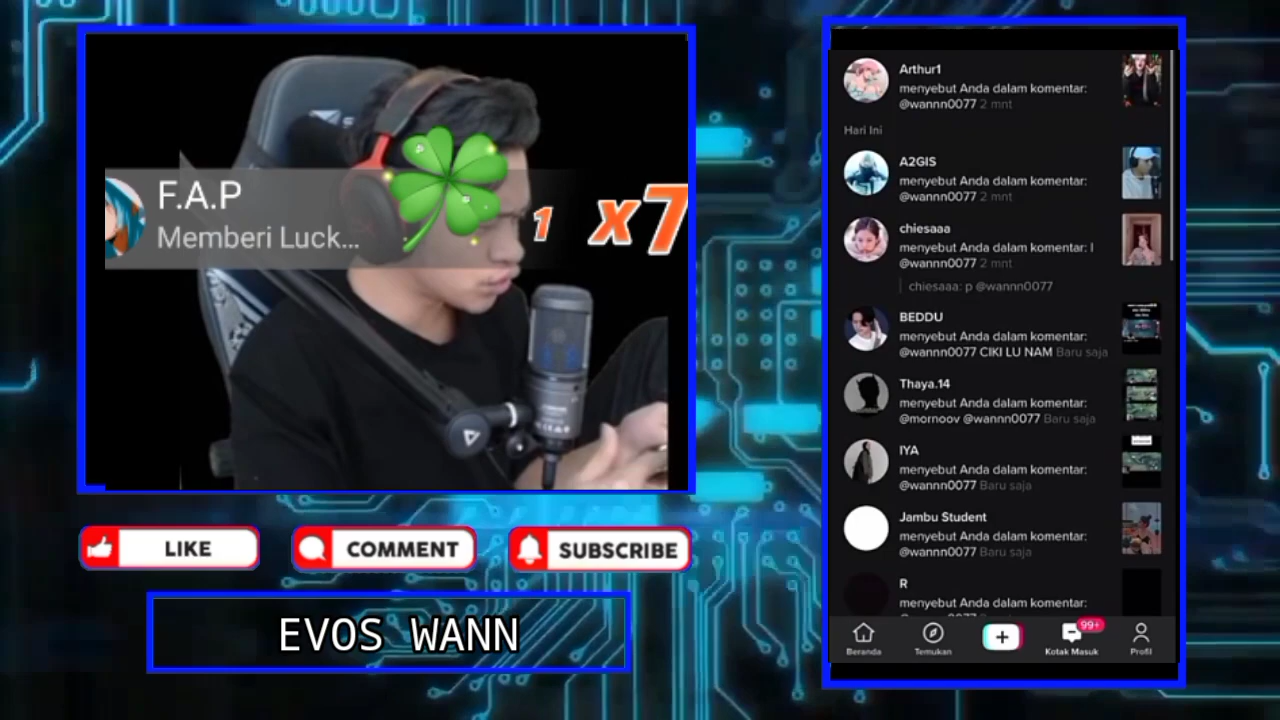 F.A.P
Memberi Luck...
1 x7
LIKE
COMMENT
SUBSCRIBE
EVOS WANN
Arthur1
menyebut Anda dalam komentar:
@wannn0077 2 mnt
Hari Ini
A2GIS
menyebut Anda dalam komentar:
@wannn0077 2 mnt
chiesaaa
menyebut Anda dalam komentar: l
@wannn0077 2 mnt
chiesaaa: p @wannn0077
BEDDU
menyebut Anda dalam komentar:
@wannn0077 CIKI LU NAM Baru saja
Thaya.14
menyebut Anda dalam komentar:
@mornoov @wannn0077 Baru saja
IYA
menyebut Anda dalam komentar:
@wannn0077 Baru saja
Jambu Student
menyebut Anda dalam komentar:
@wannn0077 Baru saja
R
menyebut Anda dalam komentar:
99+
Beranda
Temukan
Kotak Masuk
Profil